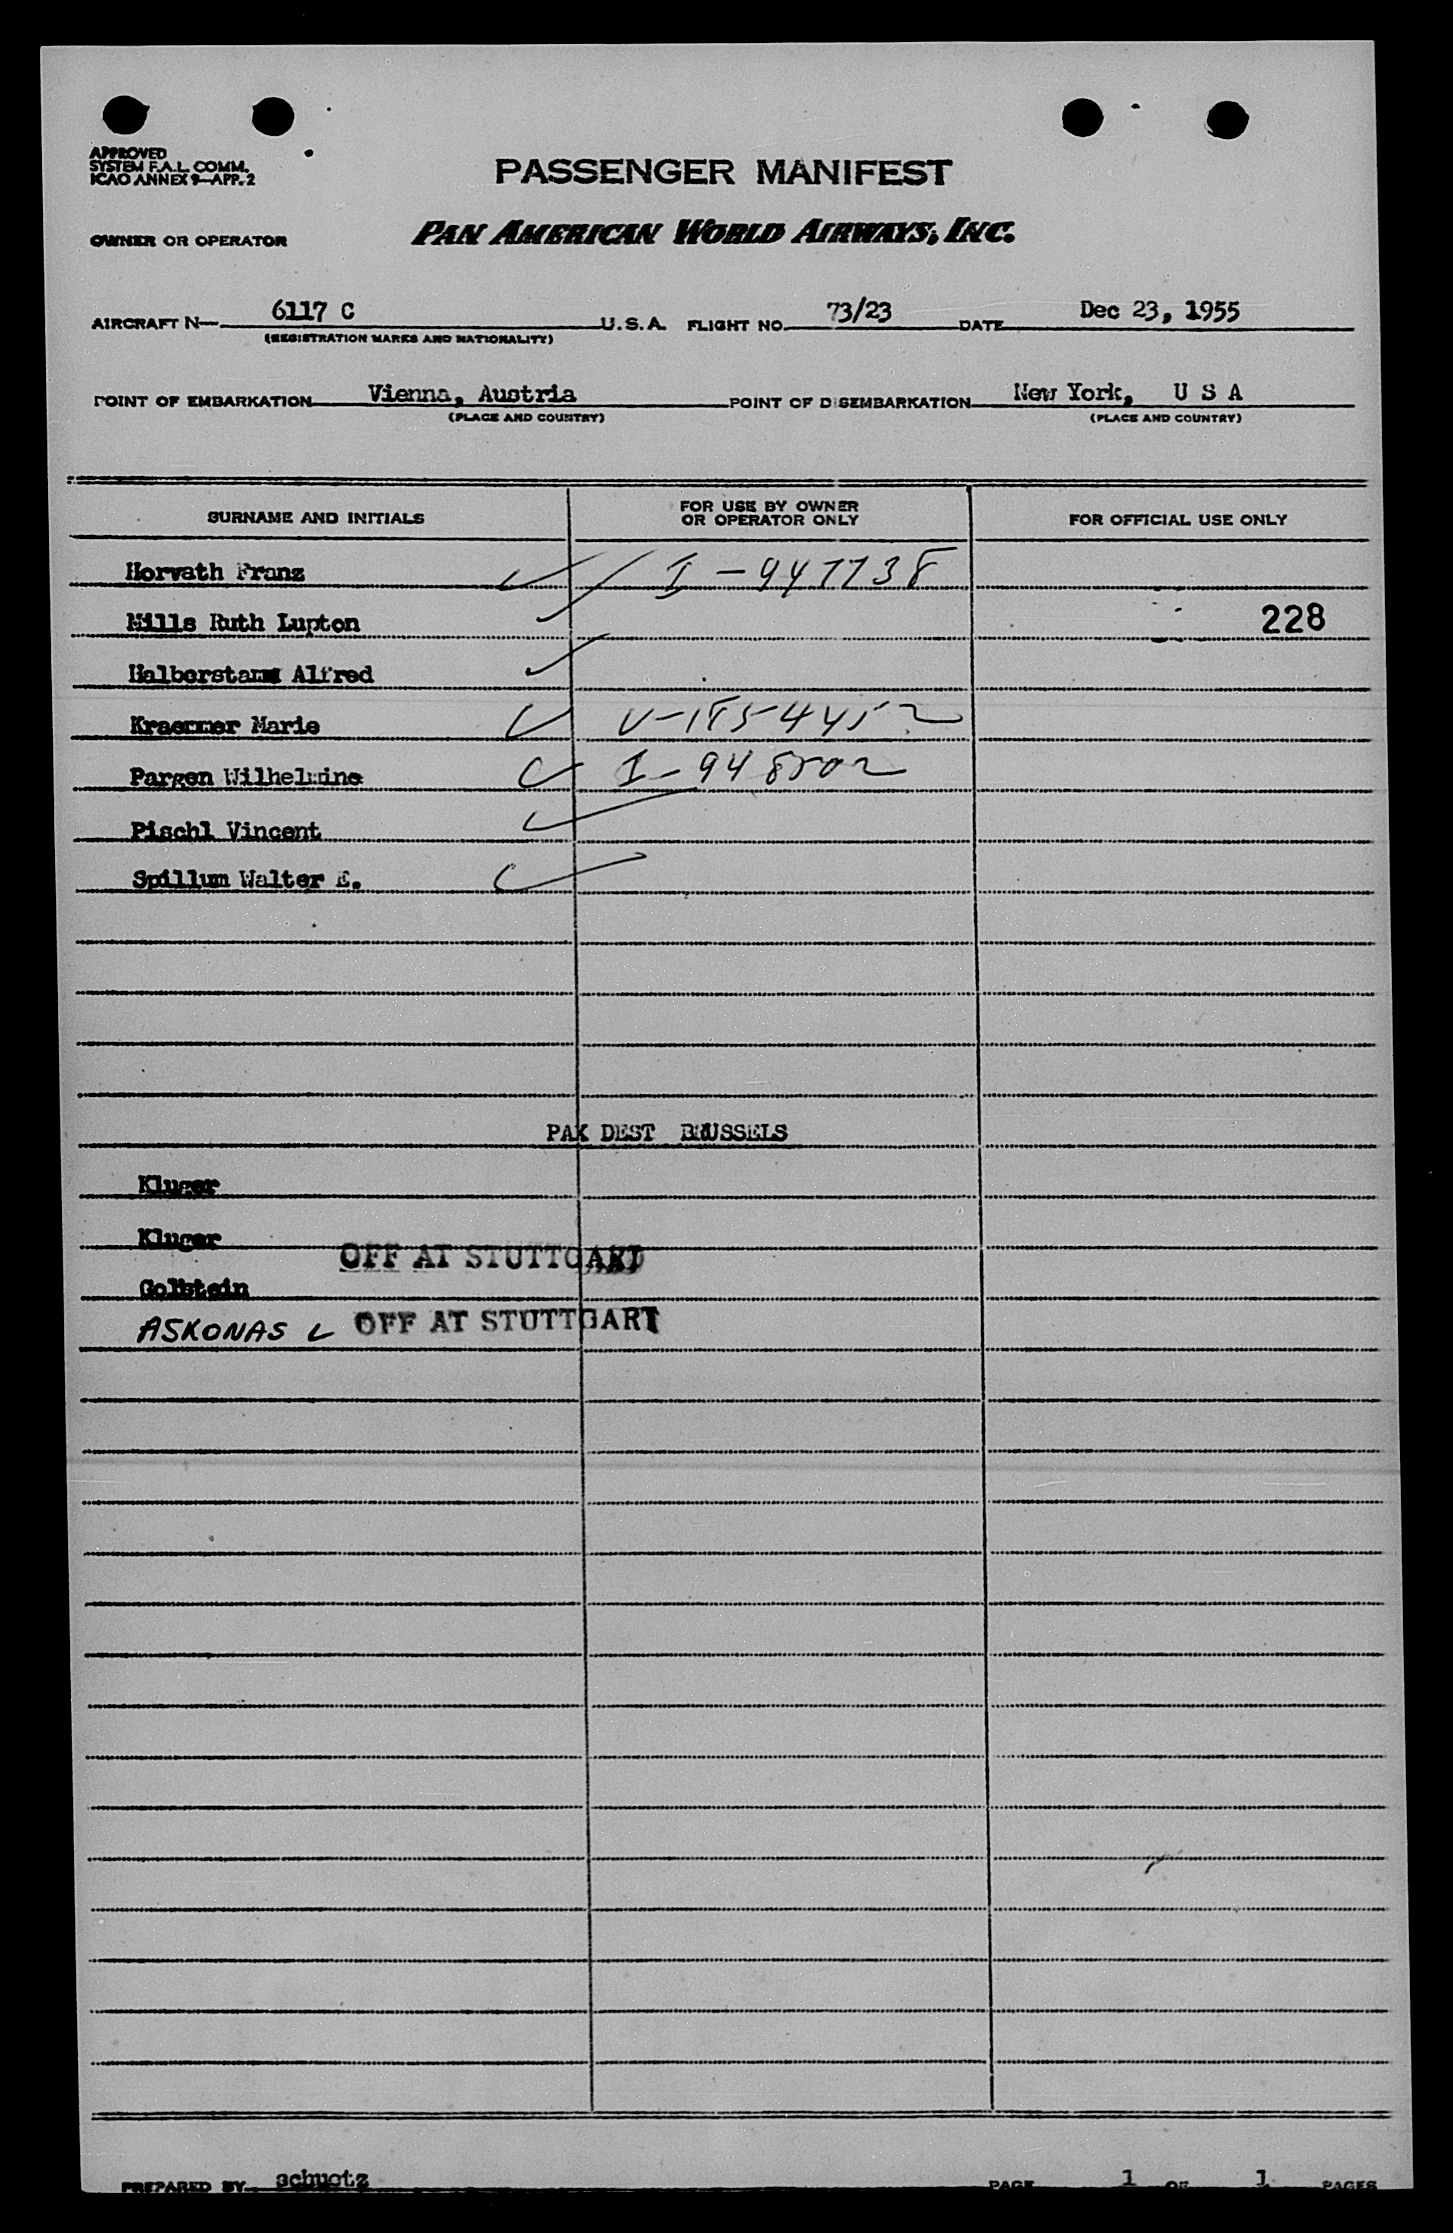 APPROVED
SYSTEM F.A.L. COMM.
ICAO ANNEX 9—APP. 2
PASSENGER MANIFEST
OWNER OR OPERATOR PAN AMERICAN WORLD AIRWAYS, INC.
AIRCRAFT N— 6117 C U.S.A. FLIGHT NO. 73/23 DATE Dec 23, 1955
(REGISTRATION MARKS AND NATIONALITY)
POINT OF EMBARKATION Vienna, Austria POINT OF DISEMBARKATION New York, U S A
(PLACE AND COUNTRY) (PLACE AND COUNTRY)
SURNAME AND INITIALS FOR USE BY OWNER OR OPERATOR ONLY FOR OFFICIAL USE ONLY
Horvath Franz I-947738
Mills Ruth Lupton 228
Halberstamm Alfred
Kraermer Marie V-1854452
Pargen Wilhelmine I-948802
Pischl Vincent
Spillum Walter E.
PAX DEST BRUSSELS
Kluger
Kluger
OFF AT STUTTGART
Golbtein
ASKONAS L OFF AT STUTTGART
PREPARED BY schuetz PAGE 1 OF 1 PAGES